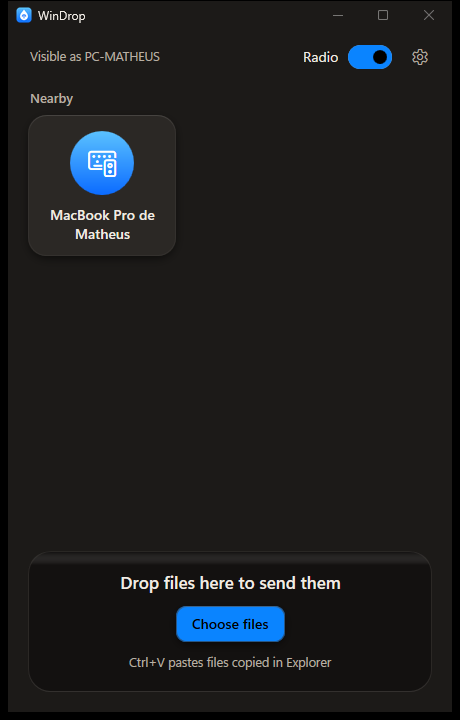 WinDrop
Visible as PC-MATHEUS
Radio
Nearby
MacBook Pro de
Matheus
Drop files here to send them
Choose files
Ctrl+V pastes files copied in Explorer